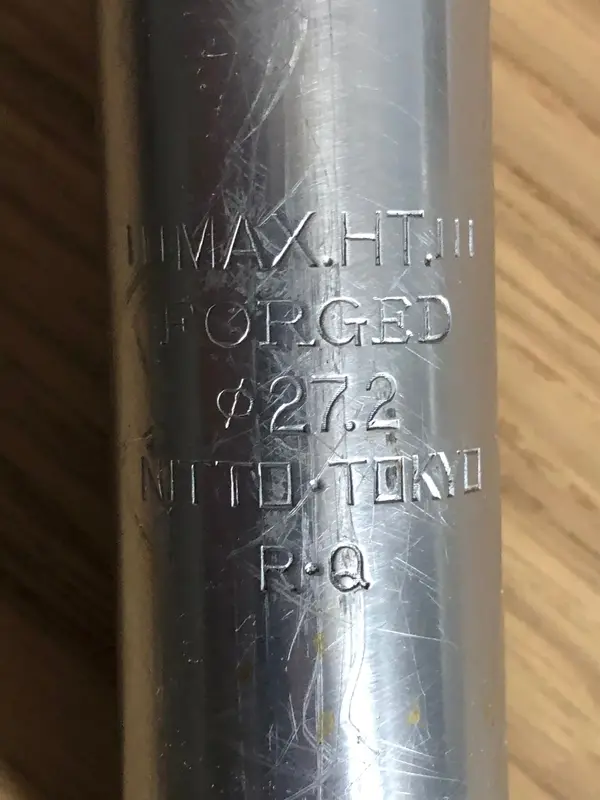 |||MAX.HT.|||
FORGED
ϕ27.2
NITTO·TOKYO
R·Q